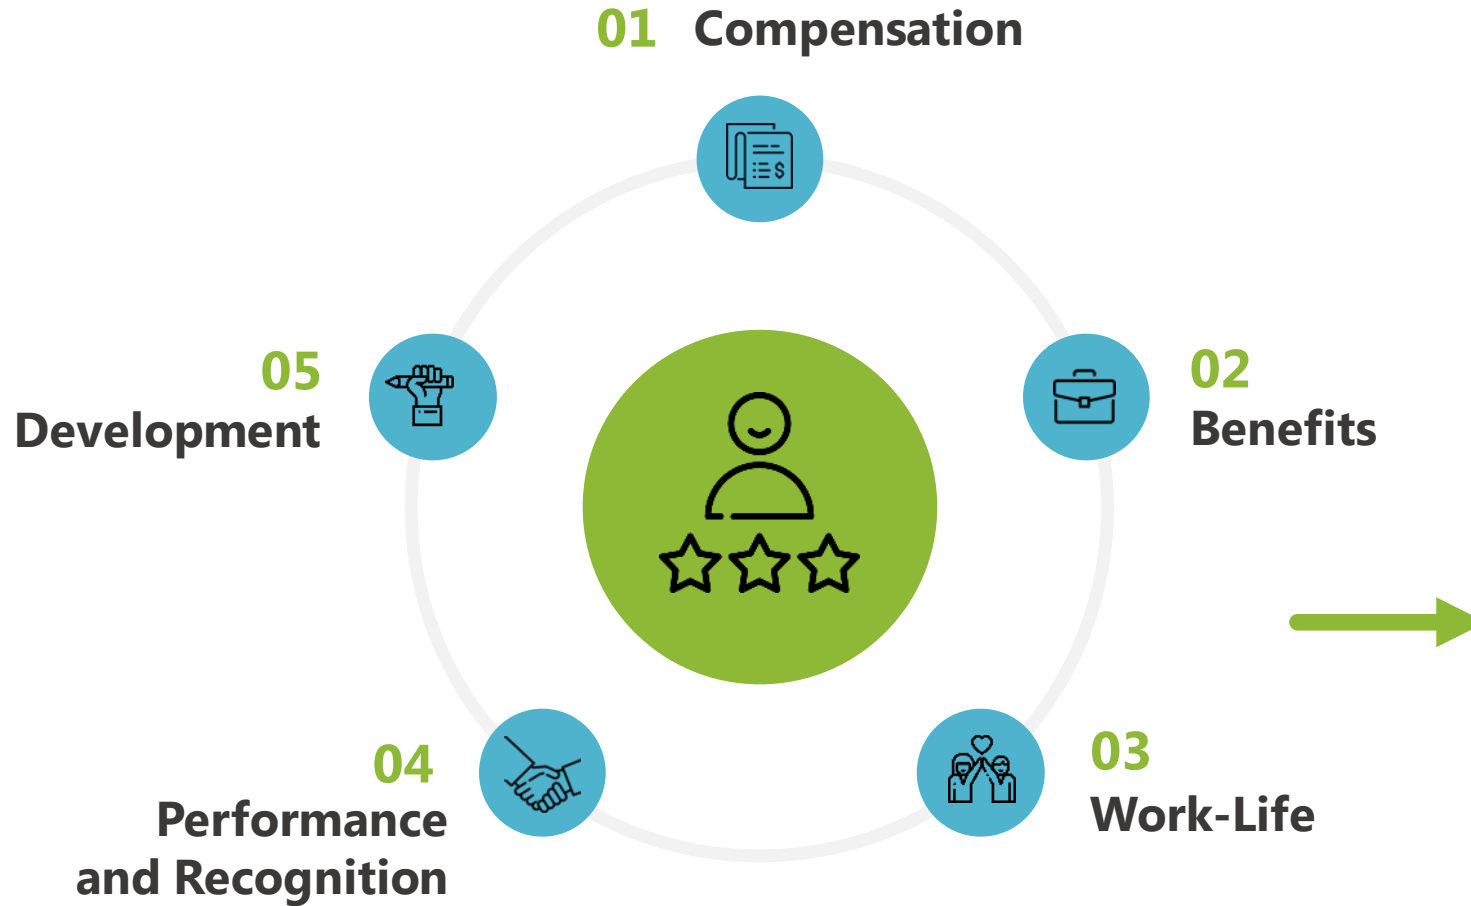 01 Compensation
02
Benefits
03
Work-Life
04
Performance
and Recognition
05
Development
$